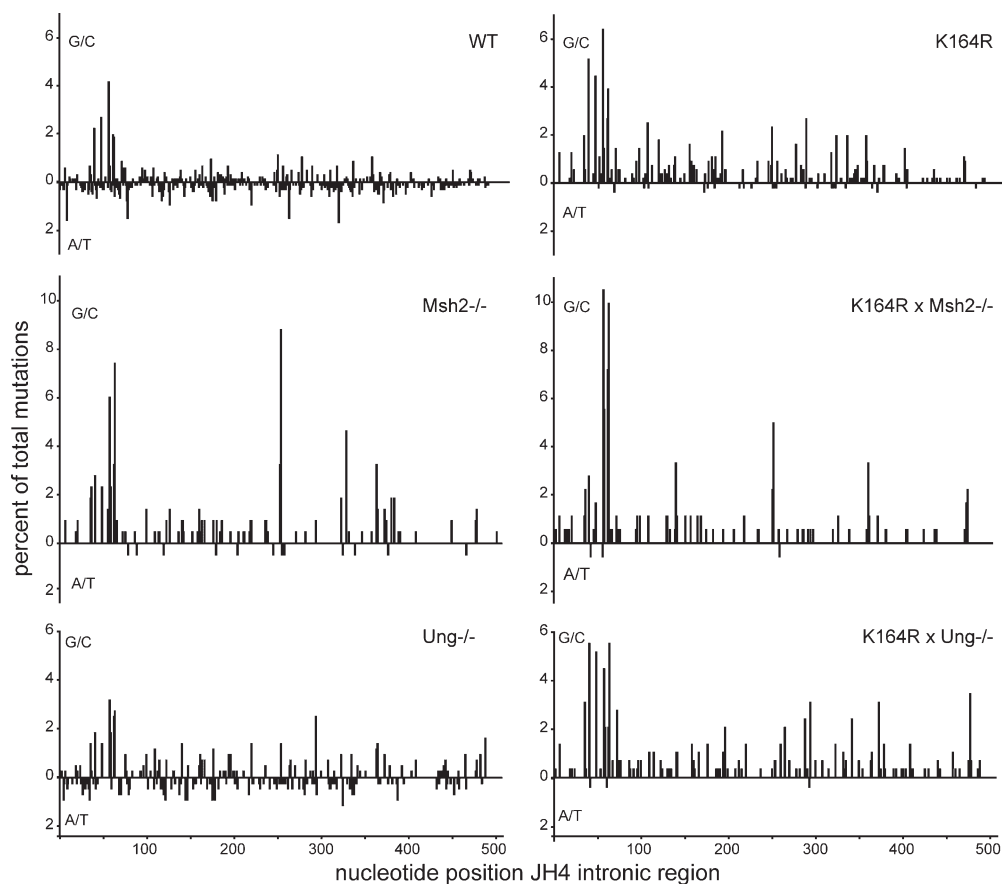 6
G/C
WT
4
2
0
2
A/T
6
G/C
K164R
4
2
0
2
A/T
percent of total mutations
10
G/C
Msh2-/-
8
6
4
2
0
2
A/T
10
G/C
K164R x Msh2-/-
8
6
4
2
0
2
A/T
6
G/C
Ung-/-
4
2
0
A/T
2
100
200
300
400
500
6
G/C
K164R x Ung-/-
4
2
0
A/T
2
100
200
300
400
500
nucleotide position JH4 intronic region